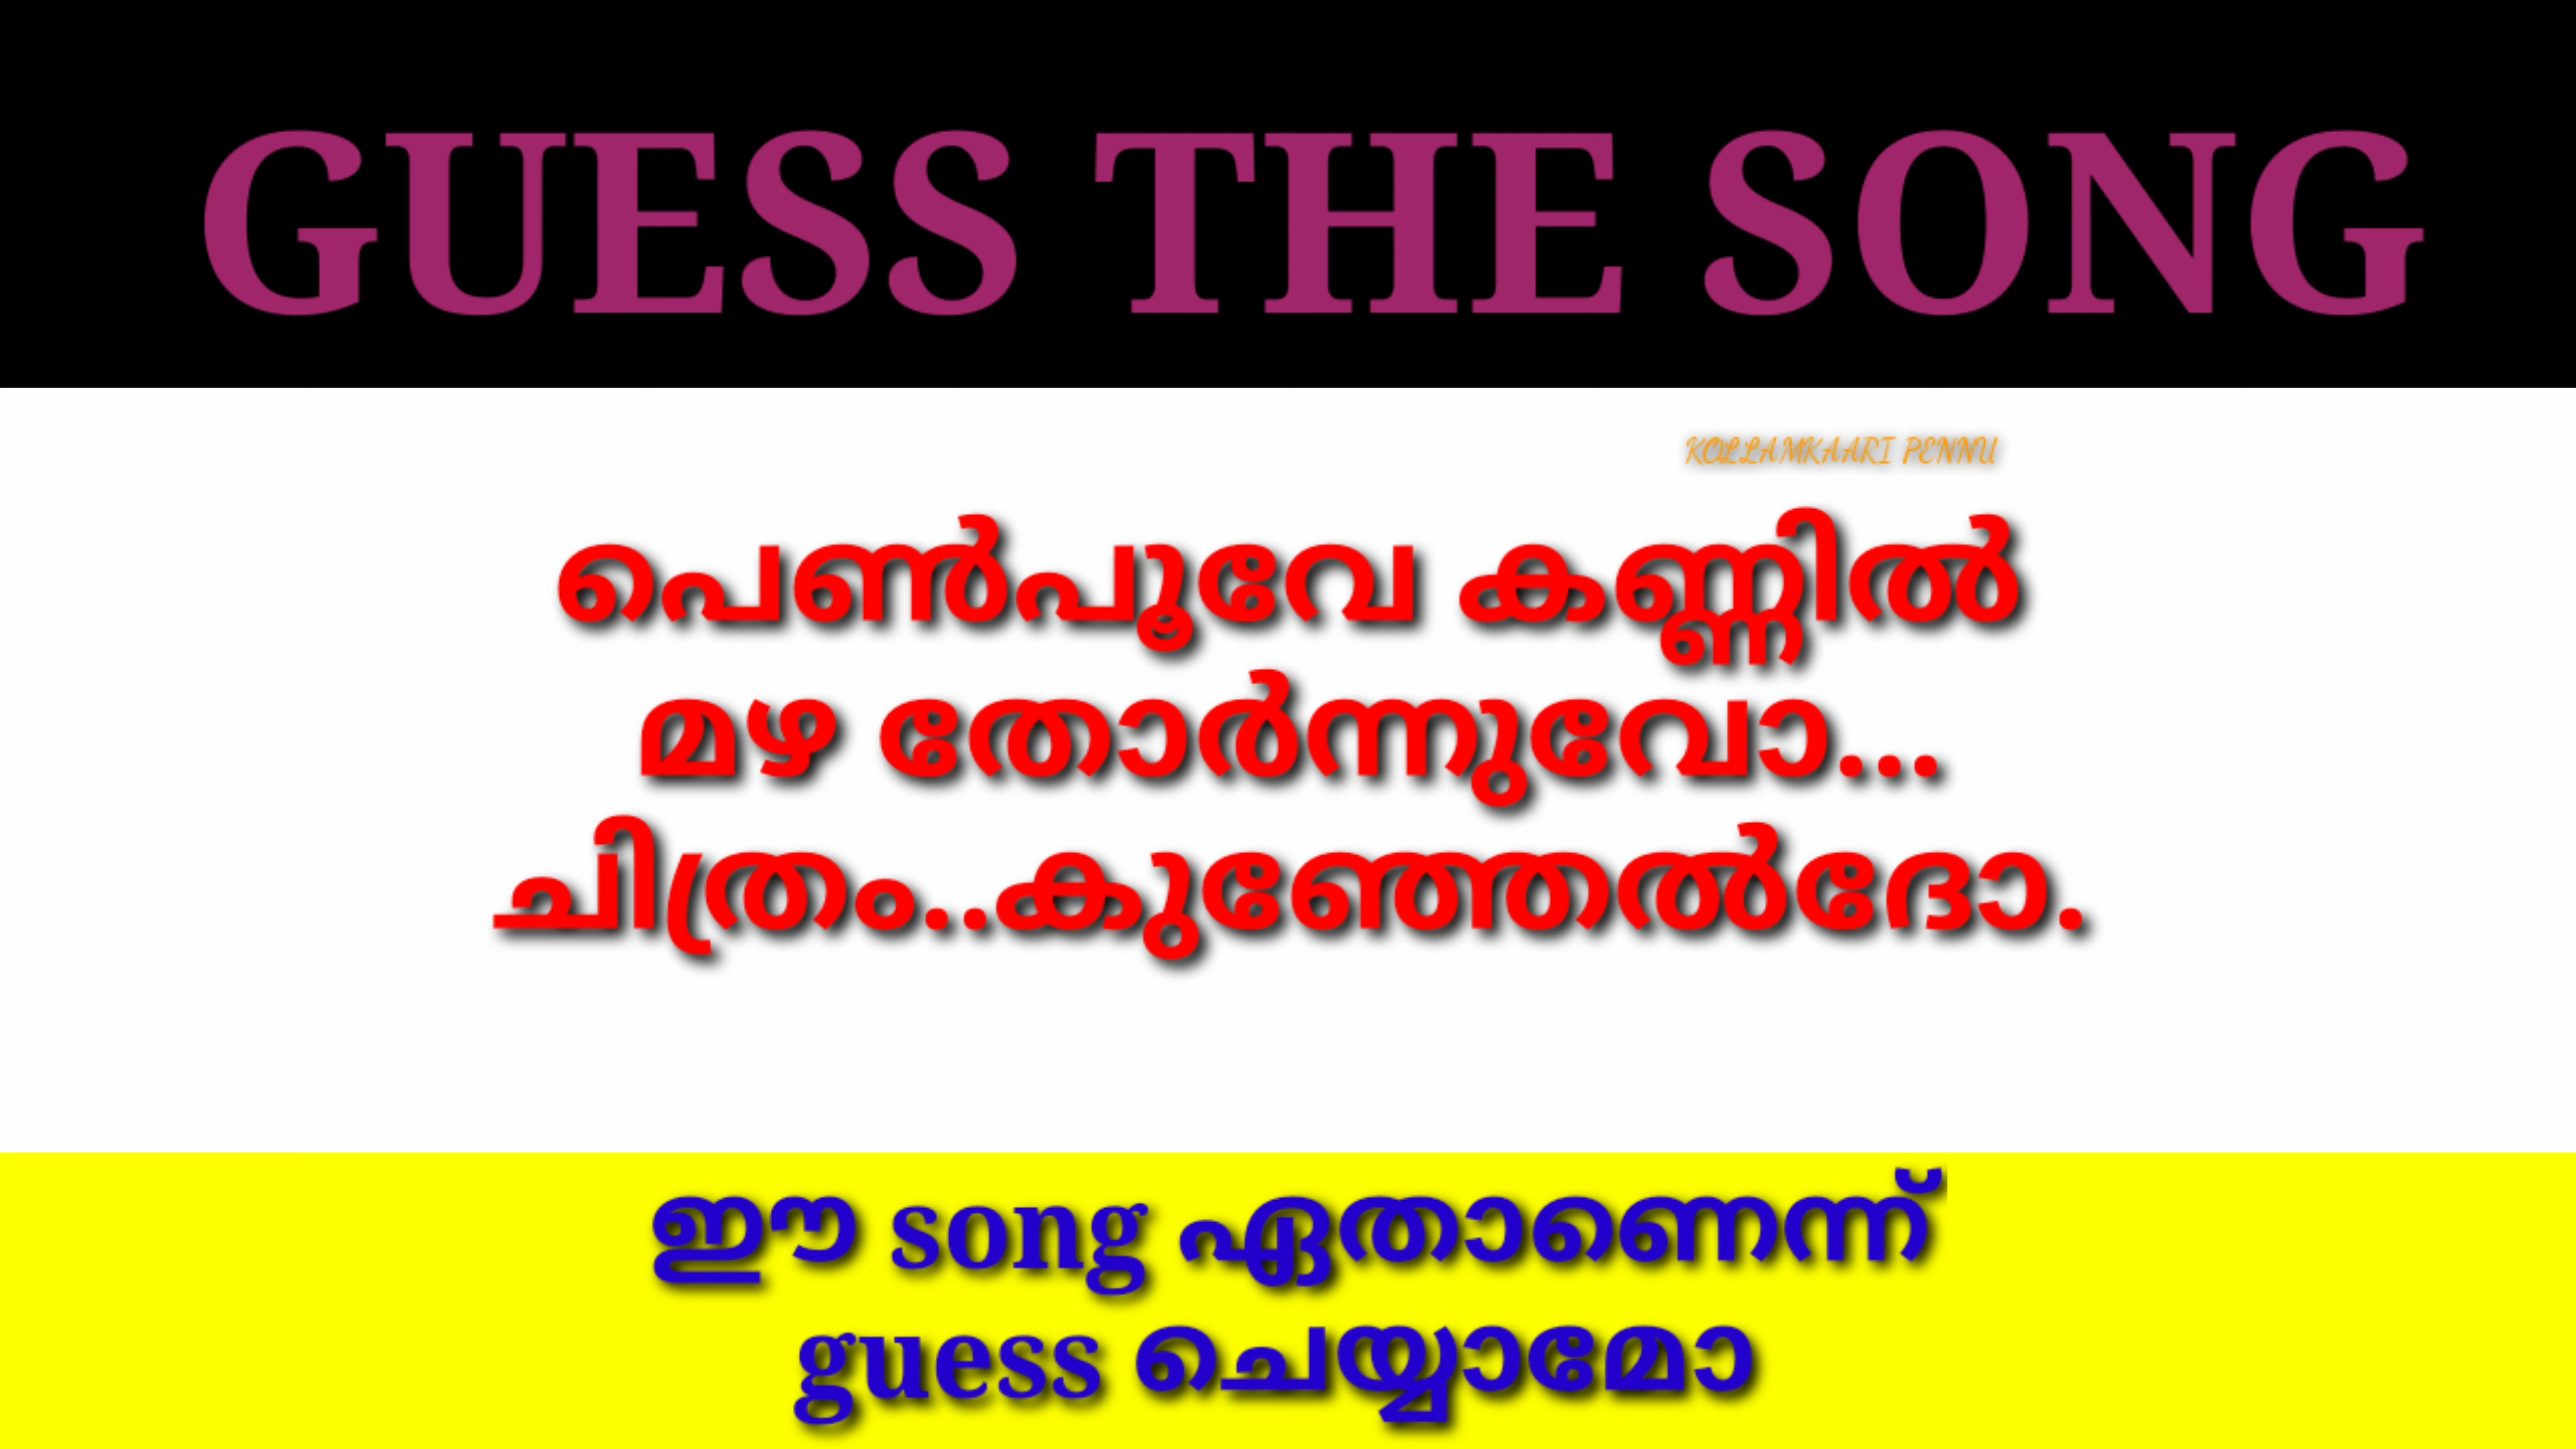 GUESS THE SONG
KOLLAMKAARI PENNU
പെൺപൂവേ കണ്ണിൽ
മഴ തോർന്നുവോ...
ചിത്രം..കുഞ്ഞേൽദോ.
ഈ song ഏതാണെന്ന്
guess ചെയ്യാമോ